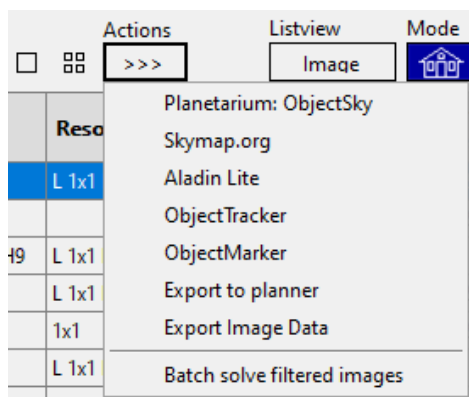 Actions Listview Mode
>>> Image
Planetarium: ObjectSky
Reso Skymap.org
L 1x1 Aladin Lite
ObjectTracker
H9 L 1x1 ObjectMarker
L 1x1 Export to planner
1x1 Export Image Data
L 1x1 Batch solve filtered images